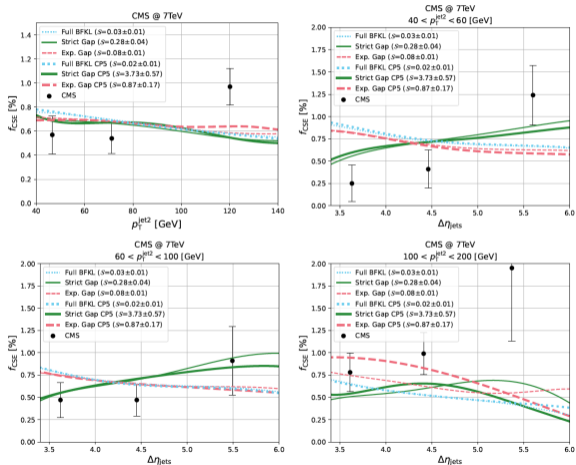 CMS @ 7TeV
Full BFKL (S=0.03±0.01)
Strict Gap (S=0.28±0.04)
Exp. Gap (S=0.08±0.01)
Full BFKL CP5 (S=0.02±0.01)
Strict Gap CP5 (S=3.73±0.57)
Exp. Gap CP5 (S=0.87±0.17)
CMS
f_CSE [%]
1.4
1.2
1.0
0.8
0.6
0.4
0.2
0.0
40 60 80 100 120 140
p_T^jet2 [GeV]
CMS @ 7TeV
40 < p_T^jet2 < 60 [GeV]
Full BFKL (S=0.03±0.01)
Strict Gap (S=0.28±0.04)
Exp. Gap (S=0.08±0.01)
Full BFKL CP5 (S=0.02±0.01)
Strict Gap CP5 (S=3.73±0.57)
Exp. Gap CP5 (S=0.87±0.17)
CMS
f_CSE [%]
2.00
1.75
1.50
1.25
1.00
0.75
0.50
0.25
0.00
3.5 4.0 4.5 5.0 5.5 6.0
Δη_jets
CMS @ 7TeV
60 < p_T^jet2 < 100 [GeV]
Full BFKL (S=0.03±0.01)
Strict Gap (S=0.28±0.04)
Exp. Gap (S=0.08±0.01)
Full BFKL CP5 (S=0.02±0.01)
Strict Gap CP5 (S=3.73±0.57)
Exp. Gap CP5 (S=0.87±0.17)
CMS
f_CSE [%]
2.00
1.75
1.50
1.25
1.00
0.75
0.50
0.25
0.00
3.5 4.0 4.5 5.0 5.5 6.0
Δη_jets
CMS @ 7TeV
100 < p_T^jet2 < 200 [GeV]
Full BFKL (S=0.03±0.01)
Strict Gap (S=0.28±0.04)
Exp. Gap (S=0.08±0.01)
Full BFKL CP5 (S=0.02±0.01)
Strict Gap CP5 (S=3.73±0.57)
Exp. Gap CP5 (S=0.87±0.17)
CMS
f_CSE [%]
2.00
1.75
1.50
1.25
1.00
0.75
0.50
0.25
0.00
3.5 4.0 4.5 5.0 5.5 6.0
Δη_jets